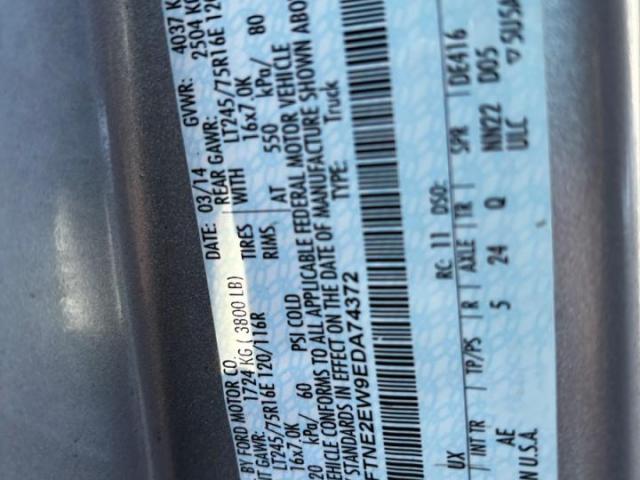 BY FORD MOTOR CO. DATE: 03/14 GVWR: 4037 K
T GAWR: 1724 KG ( 3800 LB) REAR GAWR: 2504 K
LT245/75R16E 120/116R TIRES WITH LT245/75R16E 120
16x7.0K RIMS 16x7.0K
20 kPa/ 60 PSI COLD AT 550 kPa/ 80
EHICLE CONFORMS TO ALL APPLICABLE FEDERAL MOTOR VEHICLE
STANDARDS IN EFFECT ON THE DATE OF MANUFACTURE SHOWN ABOV
FTNE2EW9EDA74372 TYPE: Truck
UX RC: 11 DSO:
INT TR TP/PS R AXLE TR SPR DE416
AE 5 24 Q NN22 D05
N U.S.A. ULC 5U5A